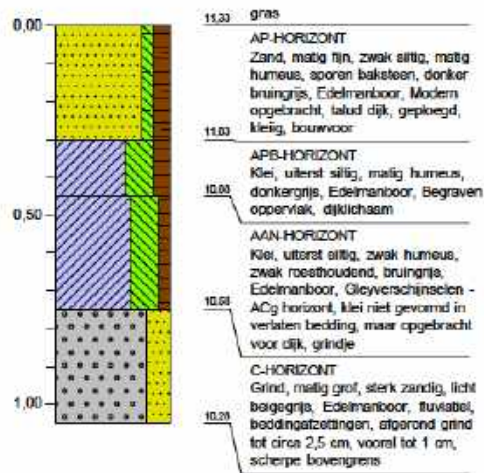 0,00
0,50
1,00
11,33
gras
AP-HORIZONT
Zand, matig fijn, zwak siltig, matig
humeus, sporen baksteen, donker
bruingrijs, Edelmanboor, Modern
opgebracht, talud dijk, geploegd,
kleiig, bouwvoor
11,03
APB-HORIZONT
Klei, uiterst siltig, matig humeus,
donkergrijs, Edelmanboor, Begraven
oppervlak, dijklichaam
10,88
AAN-HORIZONT
Klei, uiterst siltig, zwak humeus,
zwak roesthoudend, bruingrijs,
Edelmanboor, Gleyverschijnselen -
ACg horizont, klei niet gevormd in
verlaten bedding, maar opgebracht
voor dijk, grindje
10,58
C-HORIZONT
Grind, matig grof, sterk zandig, licht
beigegrijs, Edelmanboor, fluviatiel,
beddingafzettingen, afgerond grind
tot circa 2,5 cm, vooral tot 1 cm,
scherpe bovengrens
10,28